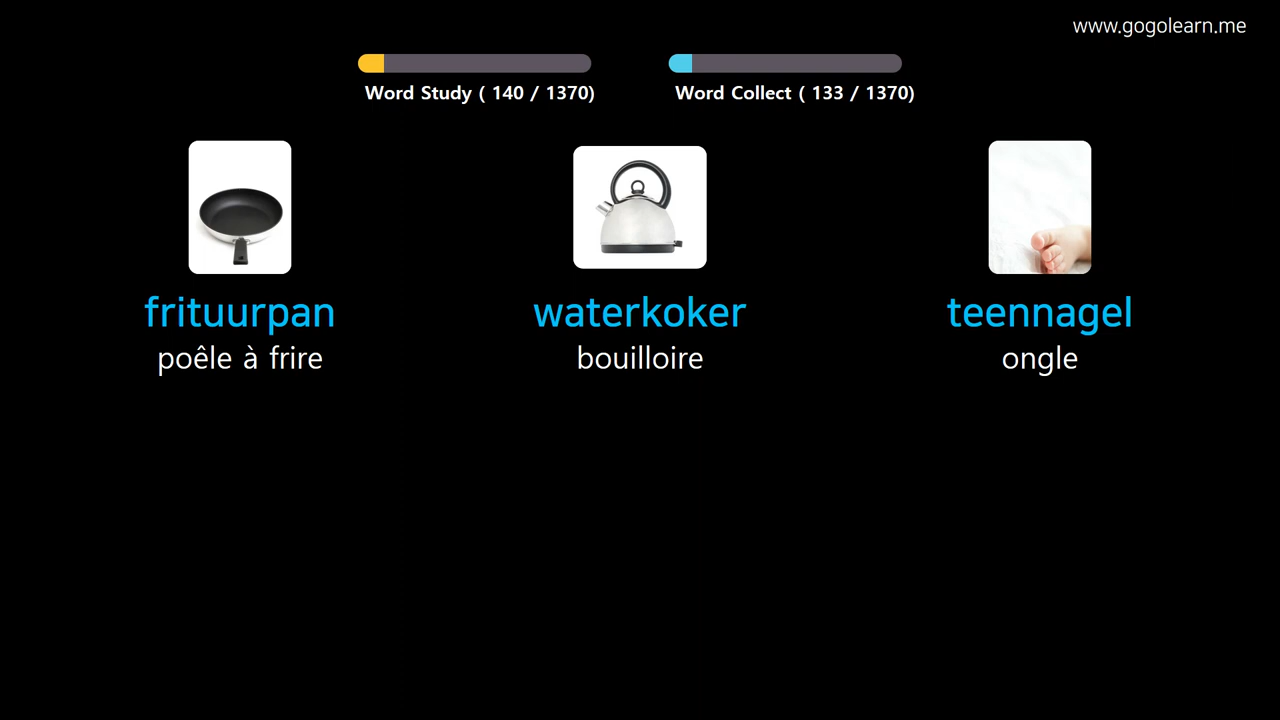 www.gogolearn.me
Word Study ( 140 / 1370)
Word Collect ( 133 / 1370)
frituurpan
poêle à frire
waterkoker
bouilloire
teennagel
ongle